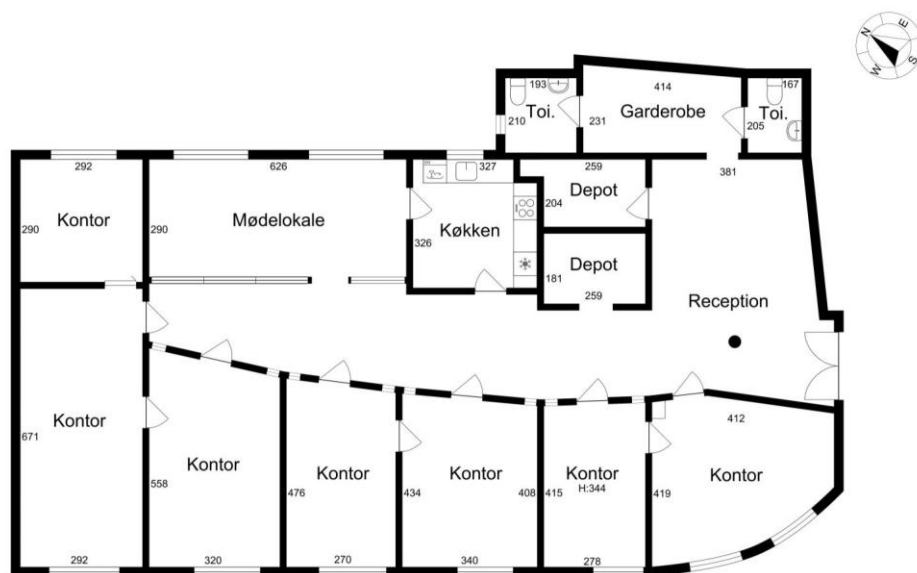 N
E
W
S
193
Toi.
210
414
231
Garderobe
167
Toi.
205
292
626
327
259
381
Kontor
290
290
Mødelokale
Køkken
326
Depot
204
Depot
181
259
Reception
Kontor
671
412
Kontor
558
Kontor
476
Kontor
434
408
Kontor
H:344
415
Kontor
419
292
320
270
340
278